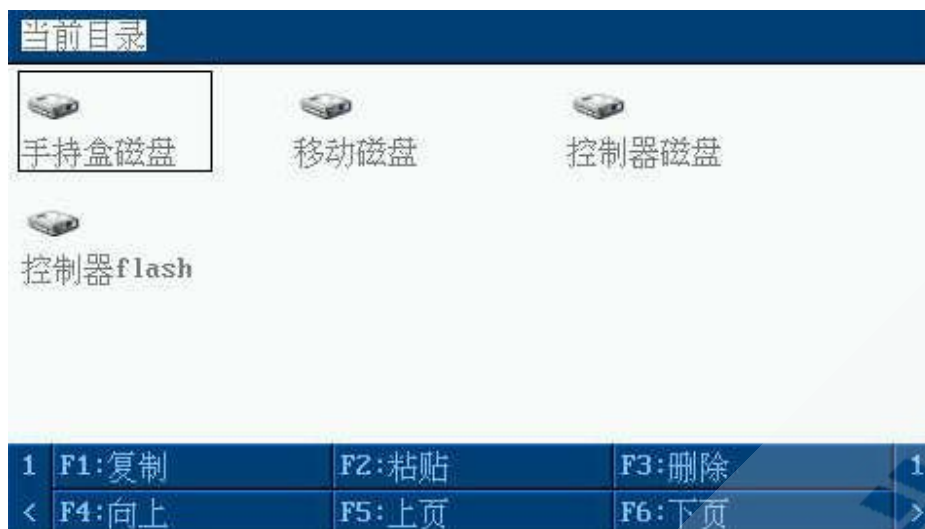 当前目录
手持盒磁盘 移动磁盘 控制器磁盘
控制器flash
1 F1:复制 F2:粘贴 F3:删除 1
< F4:向上 F5:上页 F6:下页 >